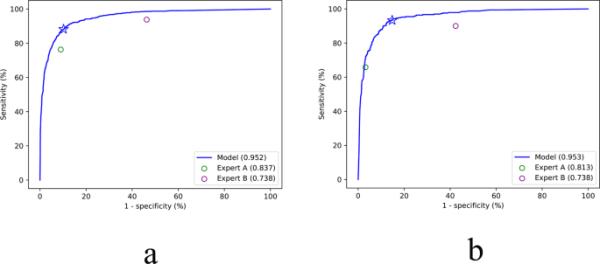 100
80
60
40
20
0
Sensitivity (%)
0 20 40 60 80 100
1 - specificity (%)
Model (0.952)
Expert A (0.837)
Expert B (0.738)
a
100
80
60
40
20
0
Sensitivity (%)
0 20 40 60 80 100
1 - specificity (%)
Model (0.953)
Expert A (0.813)
Expert B (0.738)
b